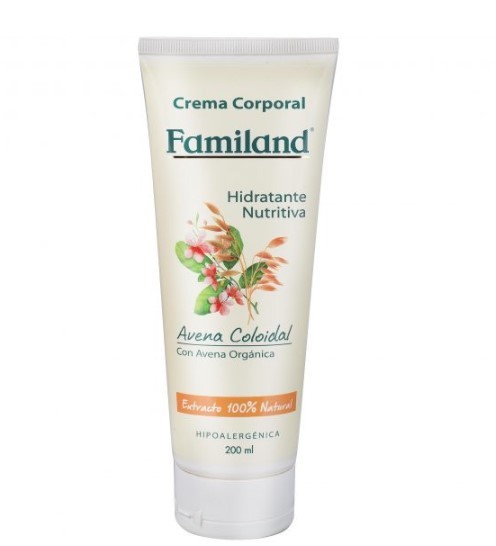 Crema Corporal
Familand®
Hidratante
Nutritiva
Avena Coloidal
Con Avena Orgánica
Extracto 100% Natural
HIPOALERGÉNICA
200 ml